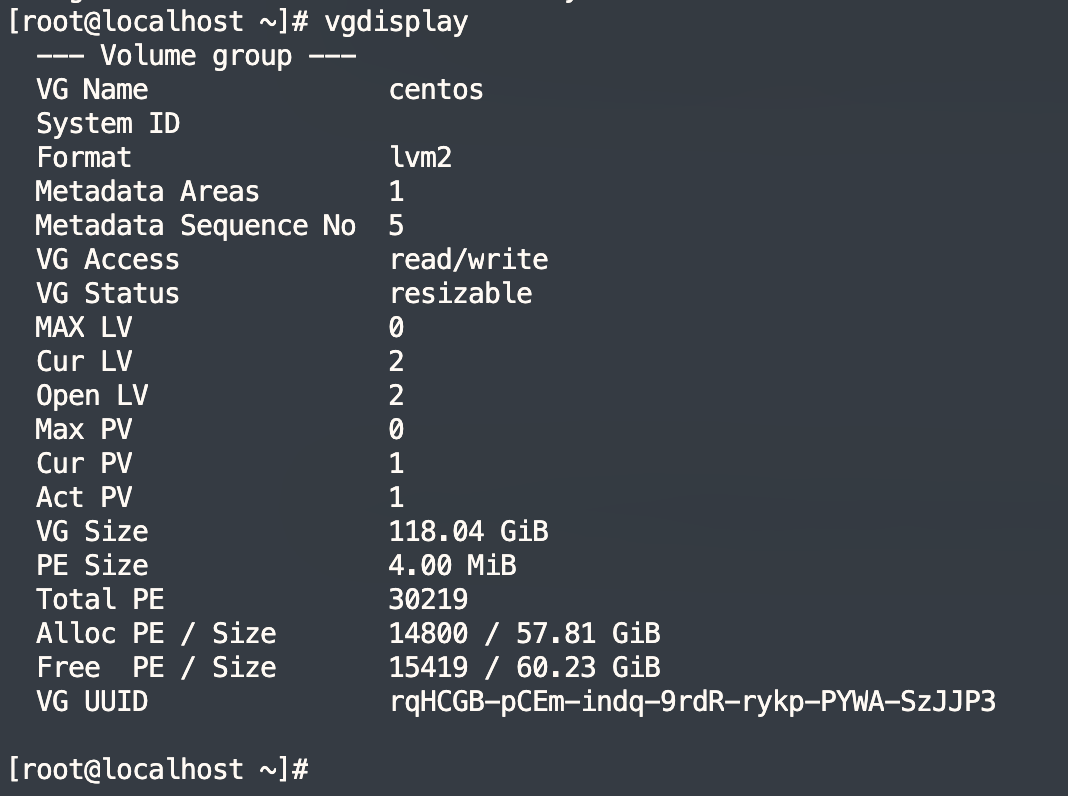 [root@localhost ~]# vgdisplay
  --- Volume group ---
  VG Name               centos
  System ID
  Format                lvm2
  Metadata Areas        1
  Metadata Sequence No  5
  VG Access             read/write
  VG Status             resizable
  MAX LV                0
  Cur LV                2
  Open LV               2
  Max PV                0
  Cur PV                1
  Act PV                1
  VG Size               118.04 GiB
  PE Size               4.00 MiB
  Total PE              30219
  Alloc PE / Size       14800 / 57.81 GiB
  Free  PE / Size       15419 / 60.23 GiB
  VG UUID               rqHCGB-pCEm-indq-9rdR-rykp-PYWA-SzJJP3

[root@localhost ~]#